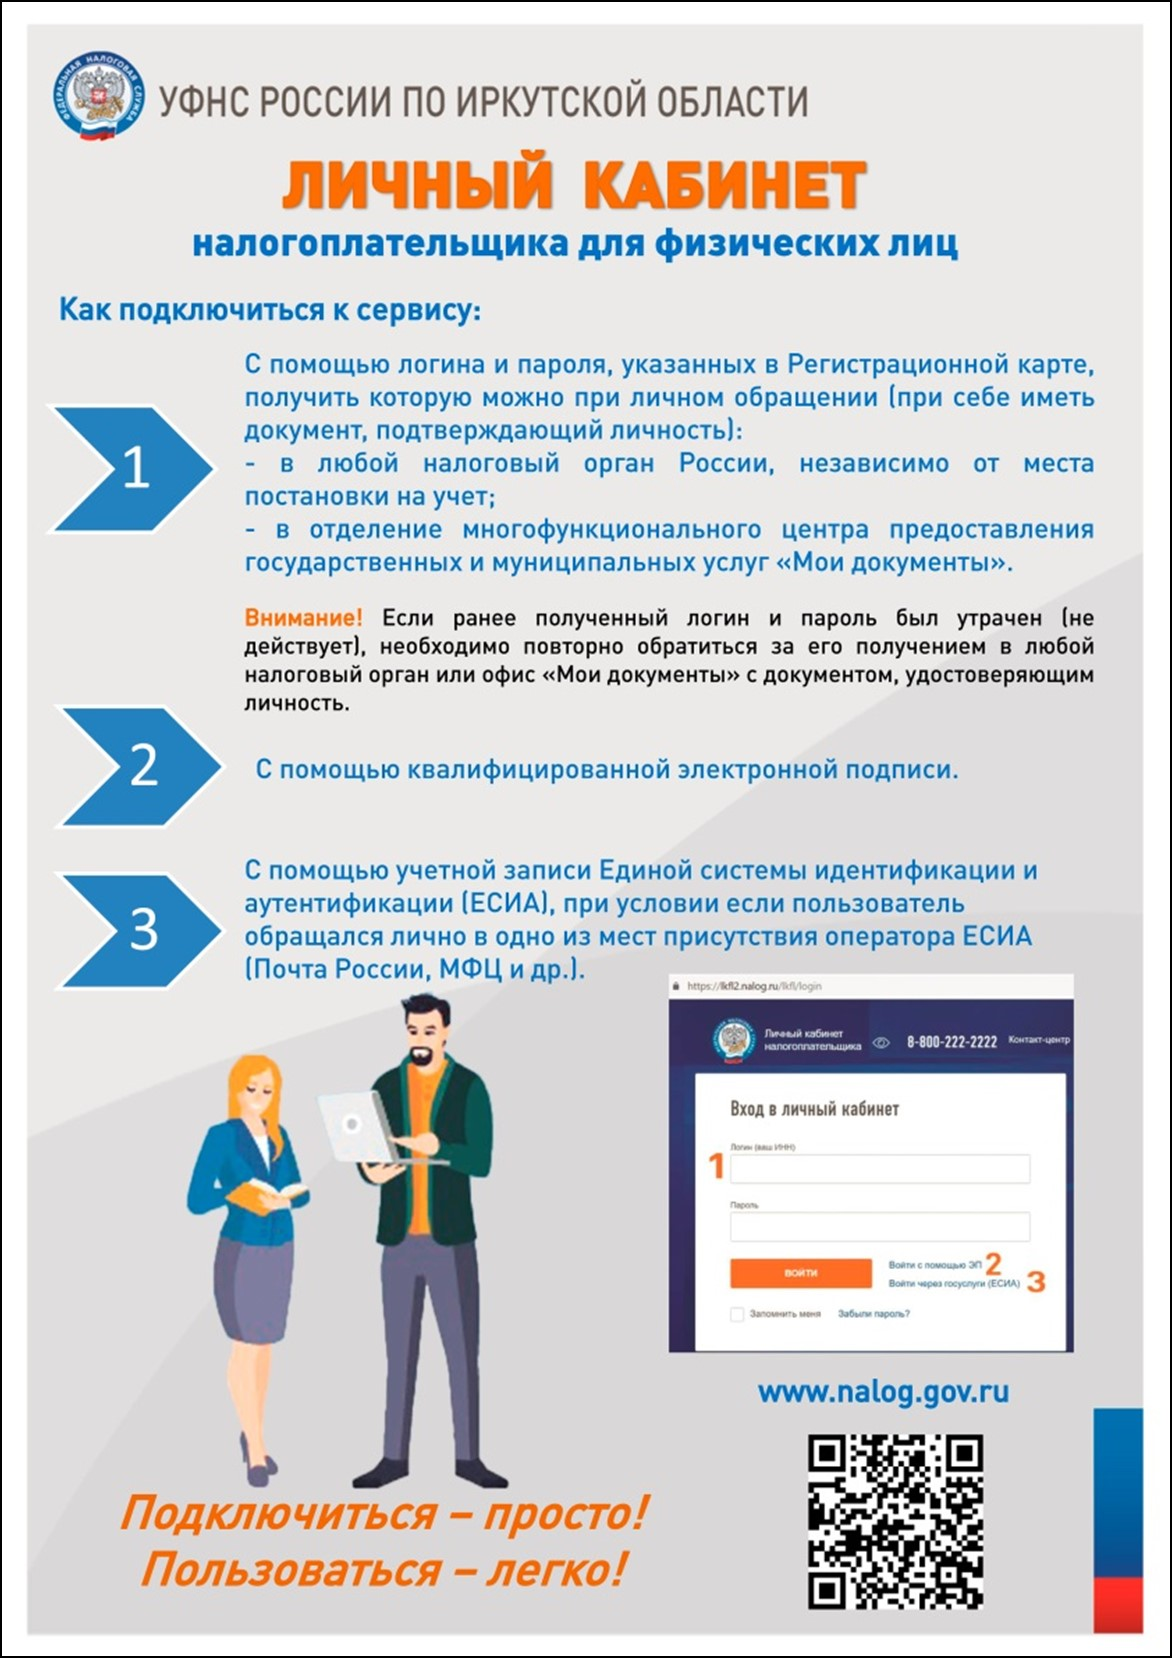 ФЕДЕРАЛЬНАЯ НАЛОГОВАЯ СЛУЖБА
УФНС РОССИИ ПО ИРКУТСКОЙ ОБЛАСТИ
ЛИЧНЫЙ КАБИНЕТ
налогоплательщика для физических лиц
Как подключиться к сервису:
1
С помощью логина и пароля, указанных в Регистрационной карте,
получить которую можно при личном обращении (при себе иметь
документ, подтверждающий личность):
- в любой налоговый орган России, независимо от места
постановки на учет;
- в отделение многофункционального центра предоставления
государственных и муниципальных услуг «Мои документы».
Внимание! Если ранее полученный логин и пароль был утрачен (не
действует), необходимо повторно обратиться за его получением в любой
налоговый орган или офис «Мои документы» с документом, удостоверяющим
личность.
2
С помощью квалифицированной электронной подписи.
3
С помощью учетной записи Единой системы идентификации и
аутентификации (ЕСИА), при условии если пользователь
обращался лично в одно из мест присутствия оператора ЕСИА
(Почта России, МФЦ и др.).
https://lkfl2.nalog.ru/lkfl/login
Личный кабинет
налогоплательщика
8-800-222-2222 Контакт-центр
Вход в личный кабинет
Логин (ваш ИНН)
1
Пароль
ВОЙТИ
Войти с помощью ЭП 2
Войти через госуслуги (ЕСИА) 3
Запомнить меня Забыли пароль?
www.nalog.gov.ru
Подключиться – просто!
Пользоваться – легко!